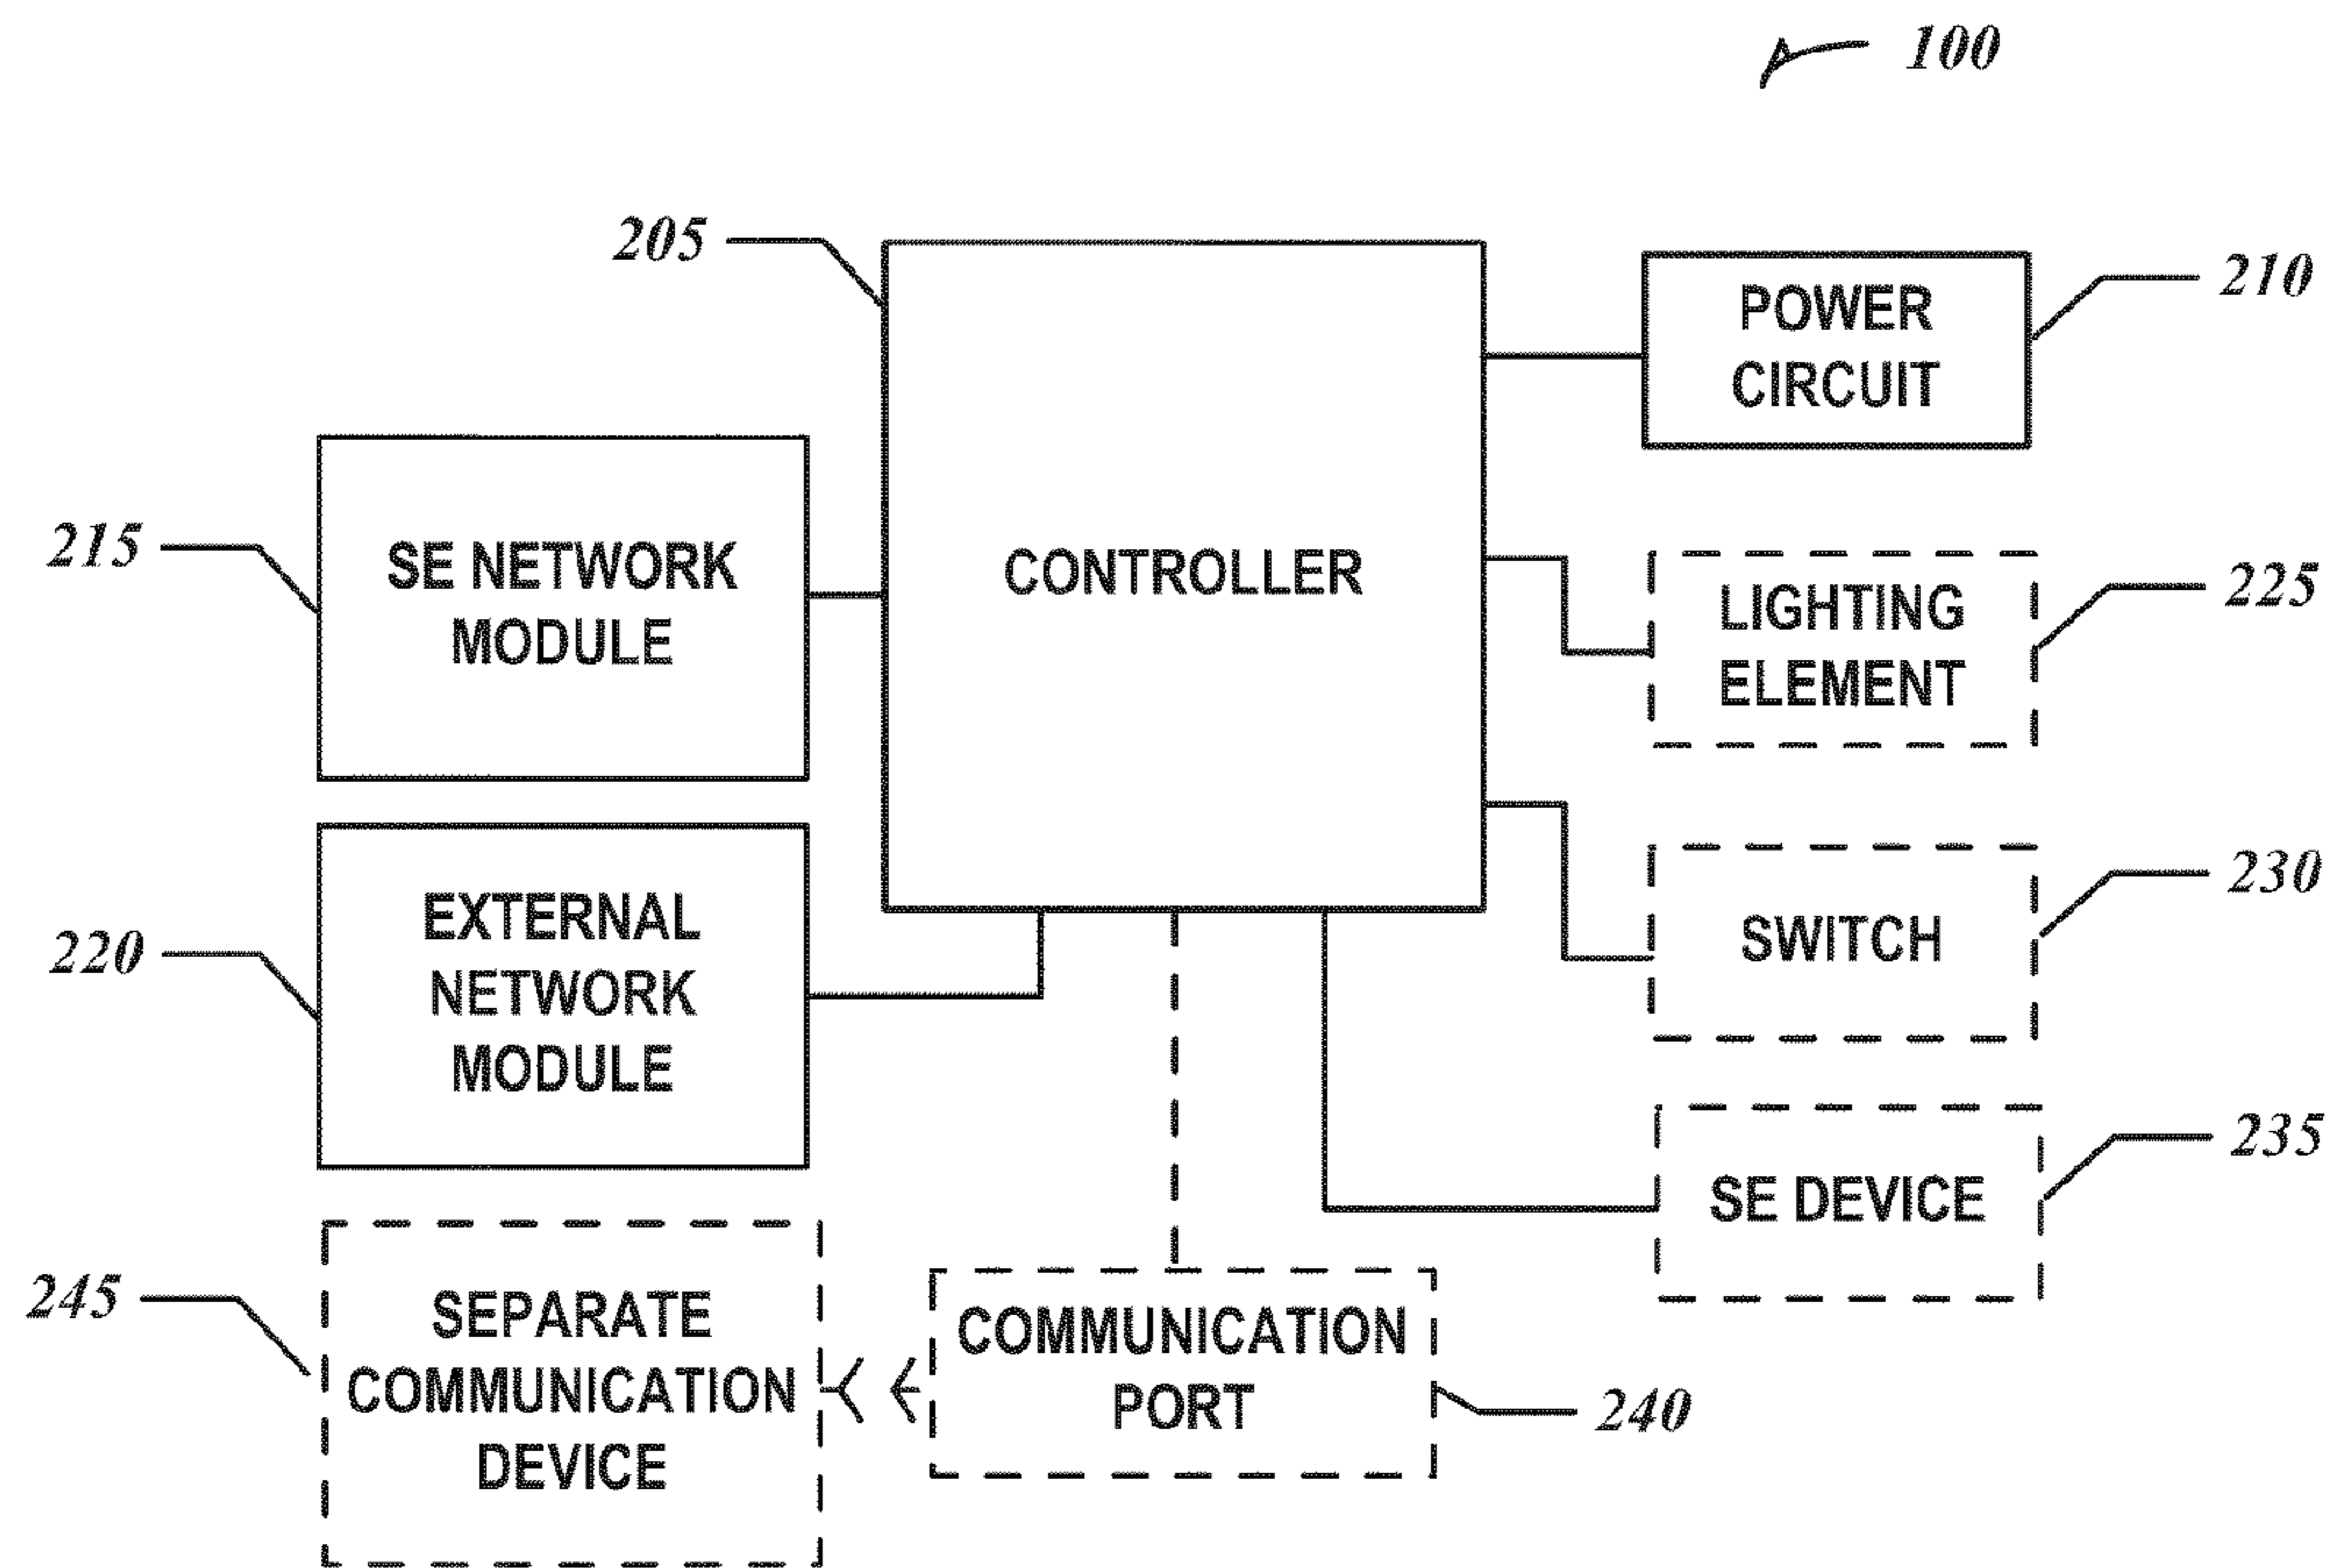 100
205
POWER
CIRCUIT
210
215
SE NETWORK
MODULE
CONTROLLER
LIGHTING
ELEMENT
225
220
EXTERNAL
NETWORK
MODULE
SWITCH
230
SE DEVICE
235
245
SEPARATE
COMMUNICATION
DEVICE
COMMUNICATION
PORT
240